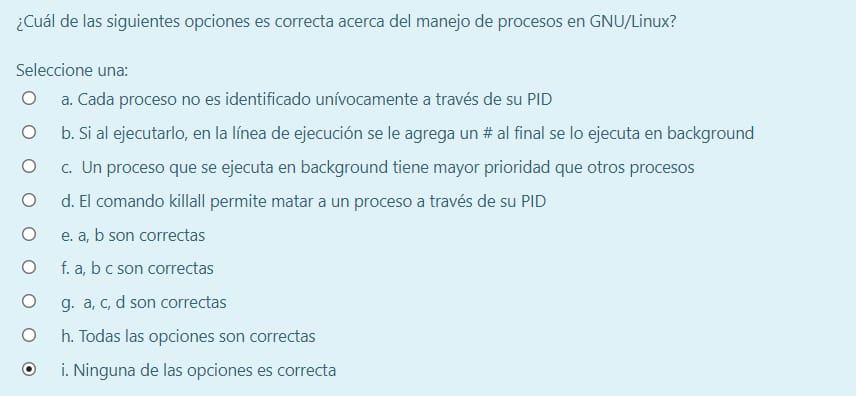 ¿Cuál de las siguientes opciones es correcta acerca del manejo de procesos en GNU/Linux?
Seleccione una:
a. Cada proceso no es identificado unívocamente a través de su PID
b. Si al ejecutarlo, en la línea de ejecución se le agrega un # al final se lo ejecuta en background
c. Un proceso que se ejecuta en background tiene mayor prioridad que otros procesos
d. El comando killall permite matar a un proceso a través de su PID
e. a, b son correctas
f. a, b c son correctas
g. a, c, d son correctas
h. Todas las opciones son correctas
i. Ninguna de las opciones es correcta